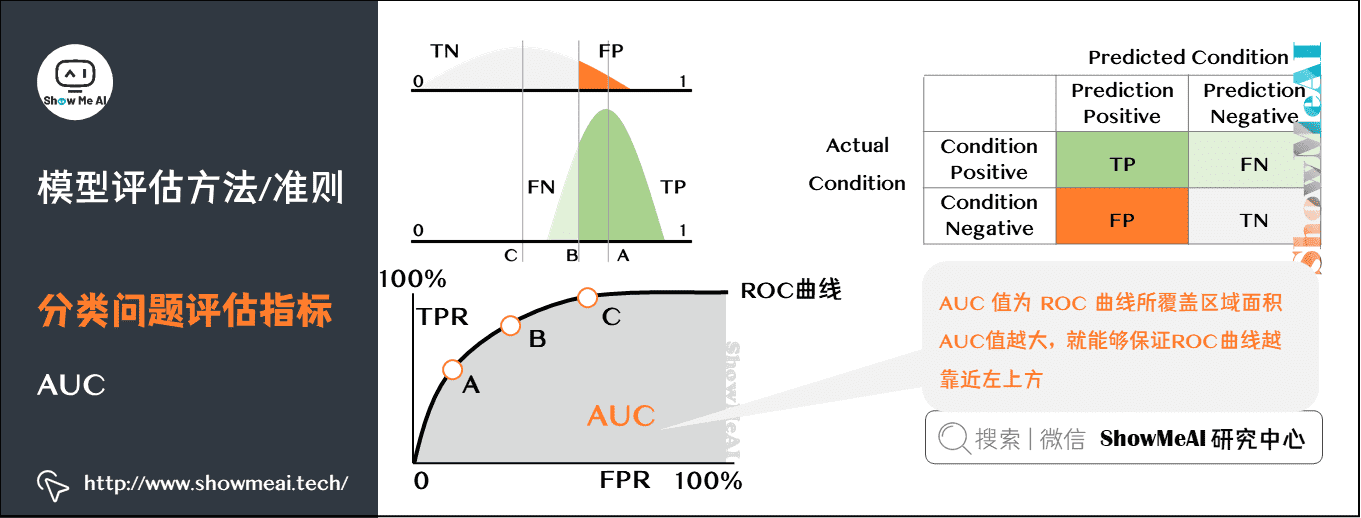 Show Me AI
模型评估方法/准则
分类问题评估指标
AUC
http://www.showmeai.tech/
TN
FP
0
1
FN
TP
0
1
C
B
A
100%
TPR
ROC曲线
A
B
C
AUC
0
FPR
100%
ShowMeAI
Predicted Condition
Prediction Positive
Prediction Negative
Actual Condition
Condition Positive
TP
FN
Condition Negative
FP
TN
ShowMeAI
AUC 值为 ROC 曲线所覆盖区域面积
AUC值越大，就能够保证ROC曲线越
靠近左上方
搜索 | 微信 ShowMeAI 研究中心